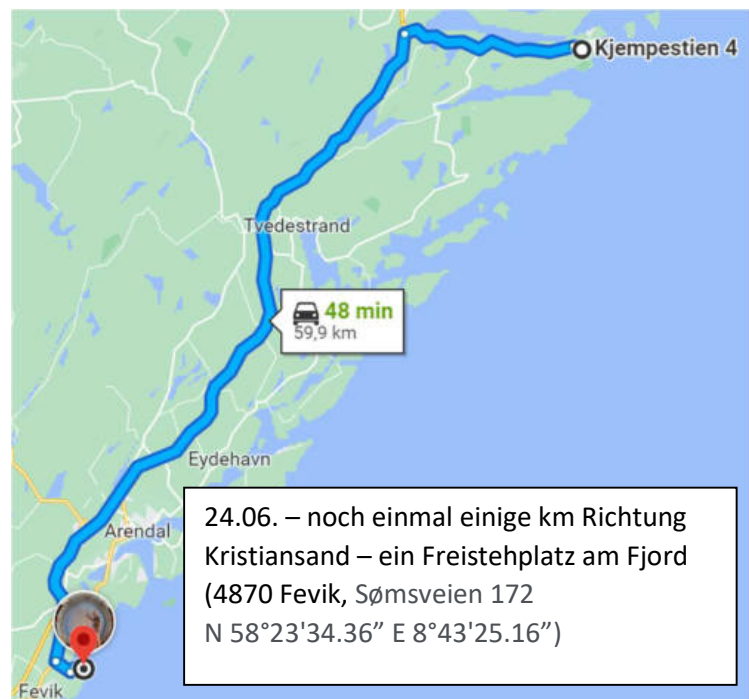 Kjempestien 4
Tvedestrand
48 min
59,9 km
Eydehavn
Arendal
Fevik
24.06. – noch einmal einige km Richtung
Kristiansand – ein Freistehplatz am Fjord
(4870 Fevik, Sømsveien 172
N 58°23'34.36” E 8°43'25.16”)